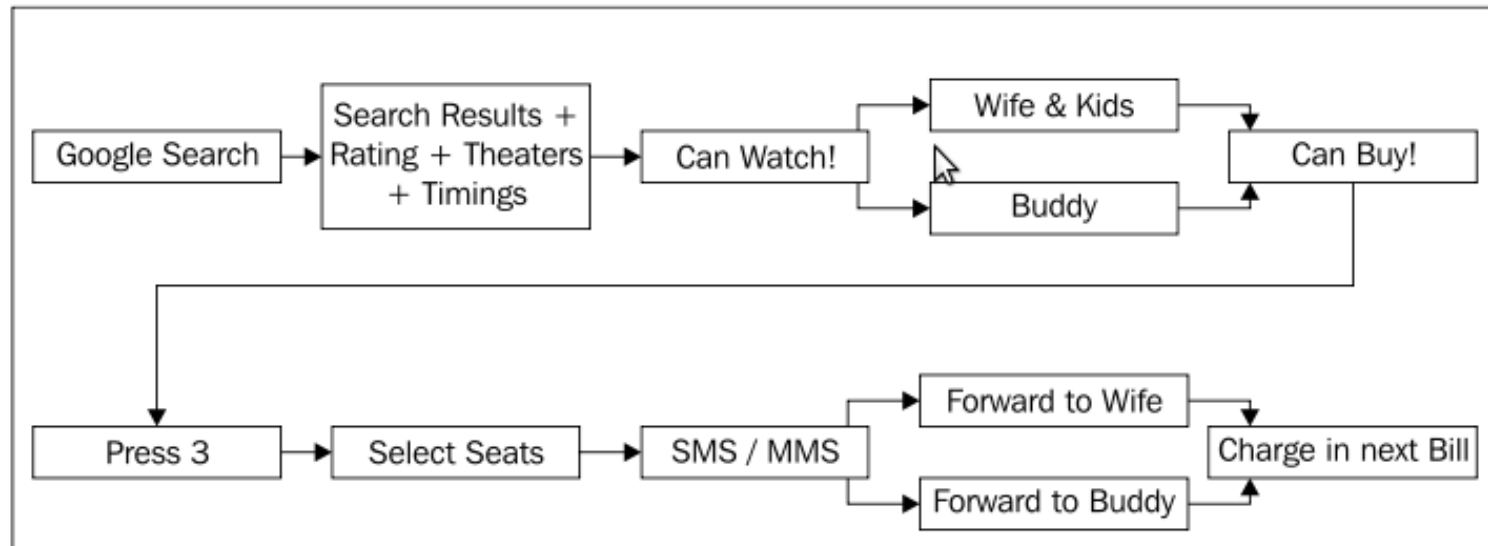 Google Search
Search Results +
Rating + Theaters
+ Timings
Can Watch!
Wife & Kids
Buddy
Can Buy!
Press 3
Select Seats
SMS / MMS
Forward to Wife
Forward to Buddy
Charge in next Bill